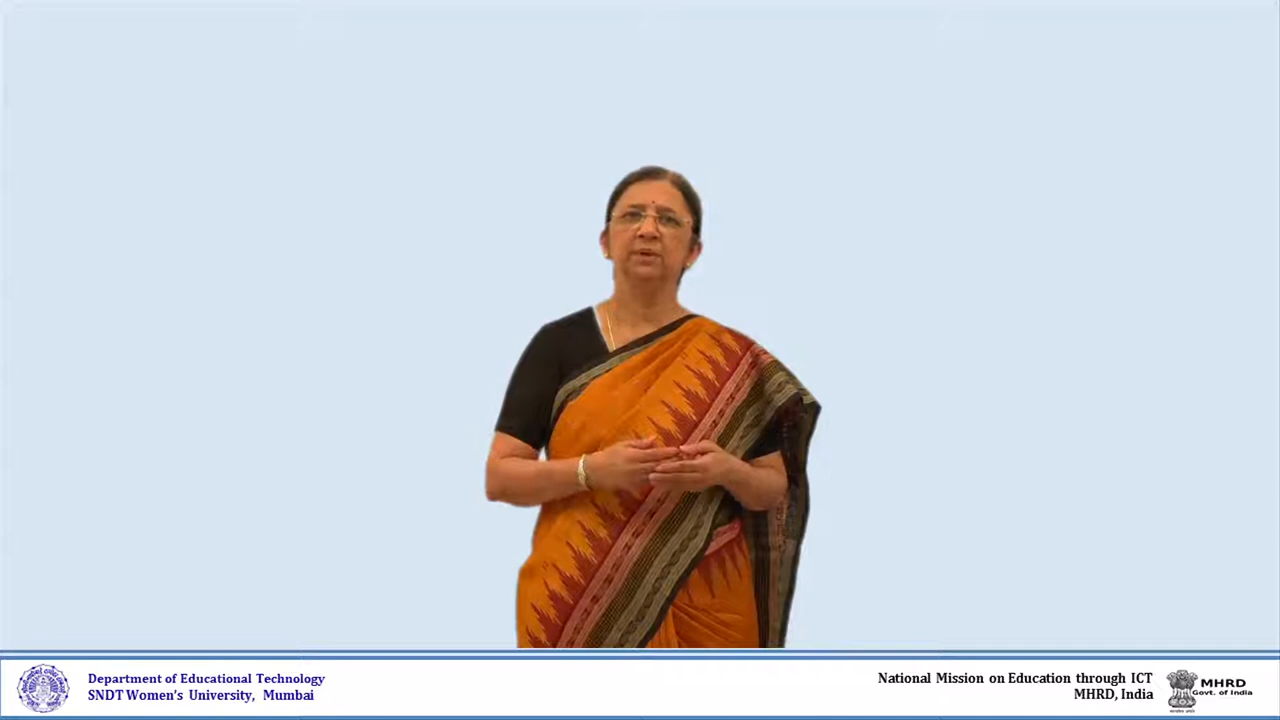 Department of Educational Technology
SNDT Women's University, Mumbai
National Mission on Education through ICT
MHRD, India
MHRD
Govt. of India